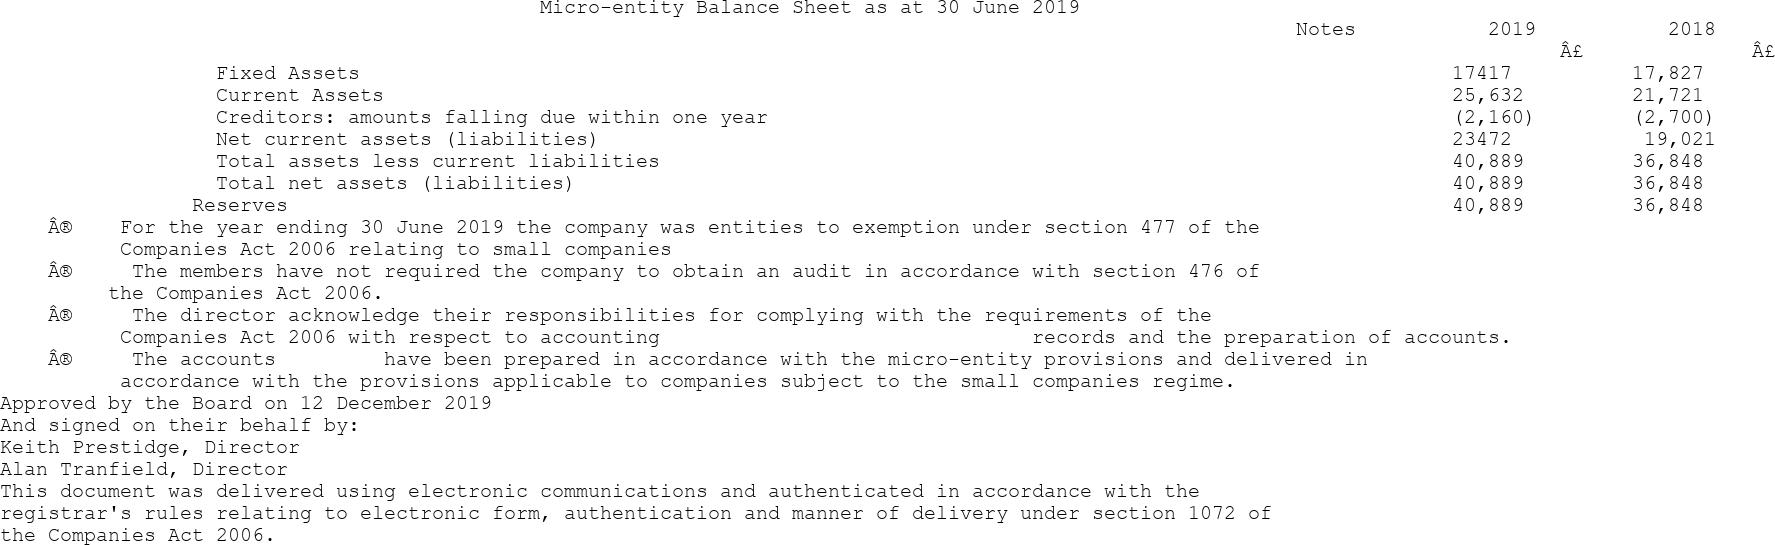 Micro-entity Balance Sheet as at 30 June 2019
Notes 2019 2018
Â£ Â£
Fixed Assets 17417 17,827
Current Assets 25,632 21,721
Creditors: amounts falling due within one year (2,160) (2,700)
Net current assets (liabilities) 23472 19,021
Total assets less current liabilities 40,889 36,848
Total net assets (liabilities) 40,889 36,848
Reserves 40,889 36,848
Â® For the year ending 30 June 2019 the company was entities to exemption under section 477 of the
Companies Act 2006 relating to small companies
Â® The members have not required the company to obtain an audit in accordance with section 476 of
the Companies Act 2006.
Â® The director acknowledge their responsibilities for complying with the requirements of the
Companies Act 2006 with respect to accounting records and the preparation of accounts.
Â® The accounts have been prepared in accordance with the micro-entity provisions and delivered in
accordance with the provisions applicable to companies subject to the small companies regime.
Approved by the Board on 12 December 2019
And signed on their behalf by:
Keith Prestidge, Director
Alan Tranfield, Director
This document was delivered using electronic communications and authenticated in accordance with the
registrar's rules relating to electronic form, authentication and manner of delivery under section 1072 of
the Companies Act 2006.